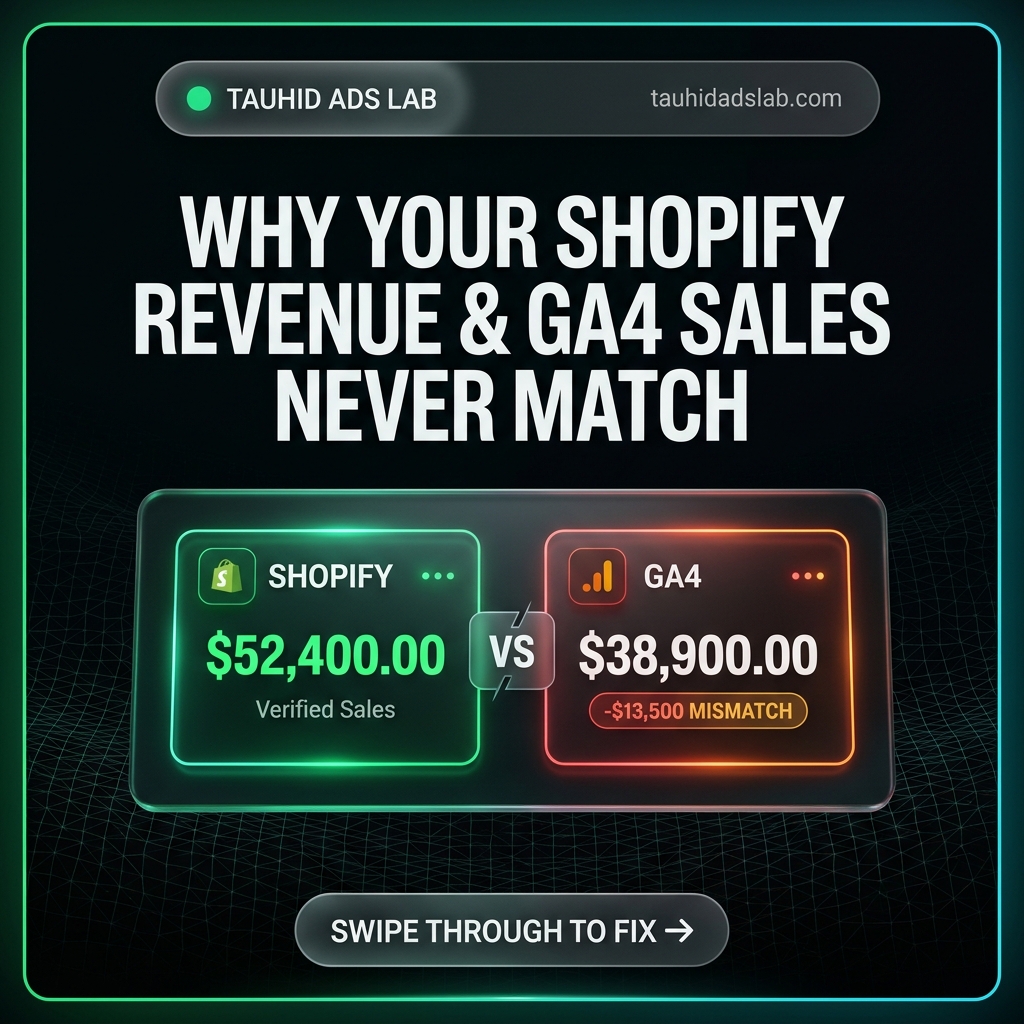 TAUHID ADS LAB
tauhidadslab.com
WHY YOUR SHOPIFY
REVENUE & GA4 SALES
NEVER MATCH
SHOPIFY
$52,400.00
Verified Sales
VS
GA4
$38,900.00
-$13,500 MISMATCH
SWIPE THROUGH TO FIX →